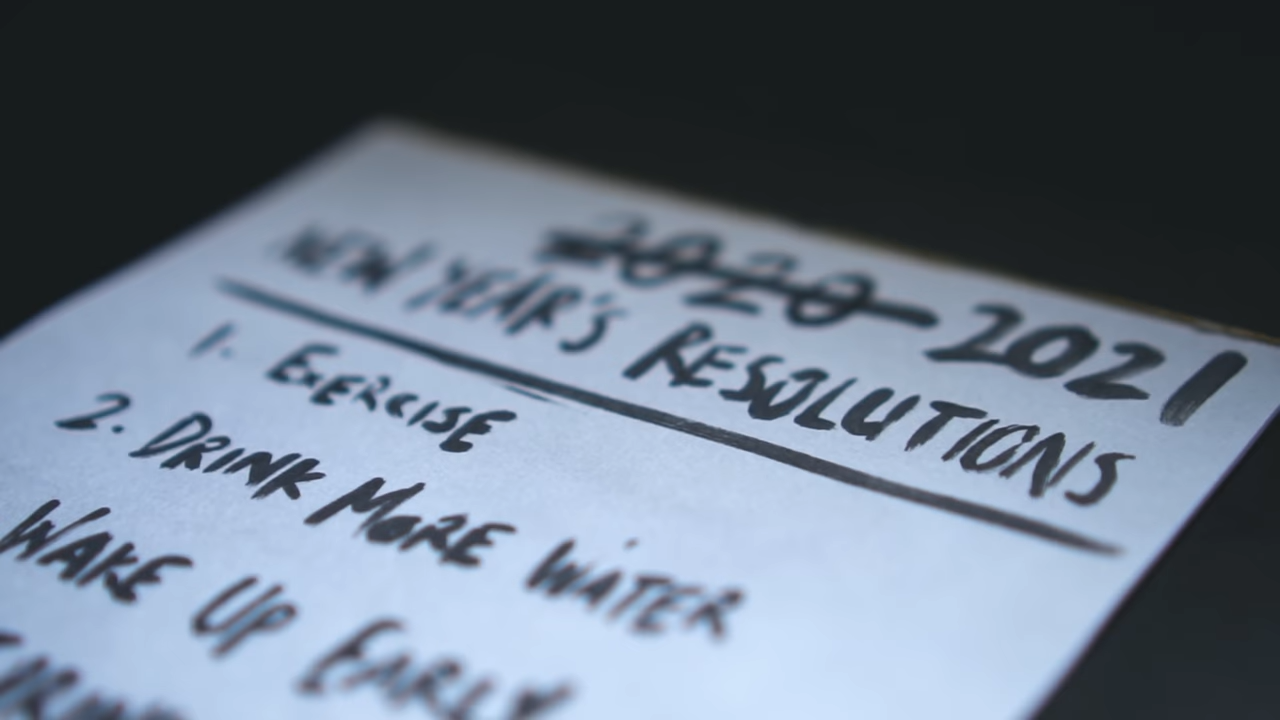 2020 2021
NEW YEAR'S RESOLUTIONS
1. EXERCISE
2. DRINK MORE WATER
WAKE UP EARLY